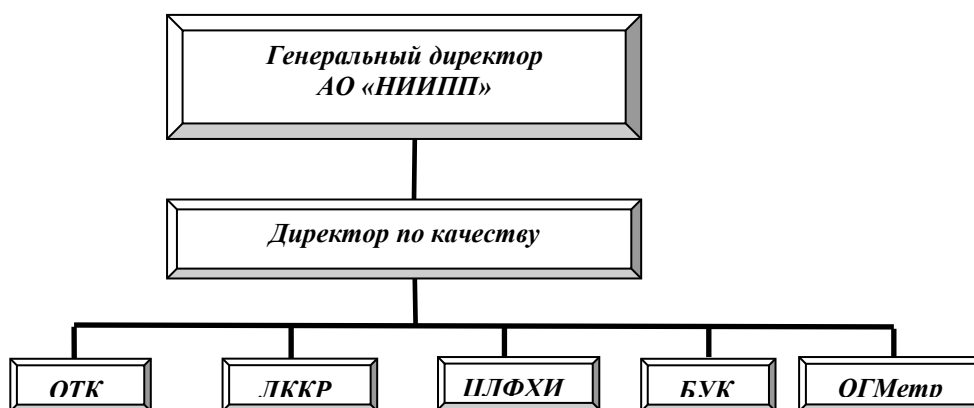 Генеральный директор
АО «НИИПП»
Директор по качеству
ОТК ЛККР ЦЛФХИ БУК ОГМетр